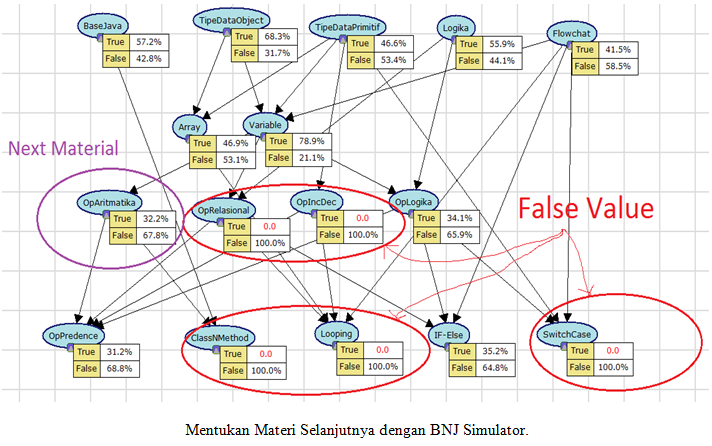 BaseJava
True 57.2%
False 42.8%
TipeDataObject
True 68.3%
False 31.7%
TipeDataPrimitif
True 46.6%
False 53.4%
Logika
True 55.9%
False 44.1%
Flowchat
True 41.5%
False 58.5%
Array
True 46.9%
False 53.1%
Variable
True 78.9%
False 21.1%
Next Material
OpAritmatika
True 32.2%
False 67.8%
OpRelasional
True 0.0
False 100.0%
OpIncDec
True 0.0
False 100.0%
OpLogika
True 34.1%
False 65.9%
False Value
OpPredence
True 31.2%
False 68.8%
ClassNMethod
True 0.0
False 100.0%
Looping
True 0.0
False 100.0%
IF-Else
True 35.2%
False 64.8%
SwitchCase
True 0.0
False 100.0%
Mentukan Materi Selanjutnya dengan BNJ Simulator.